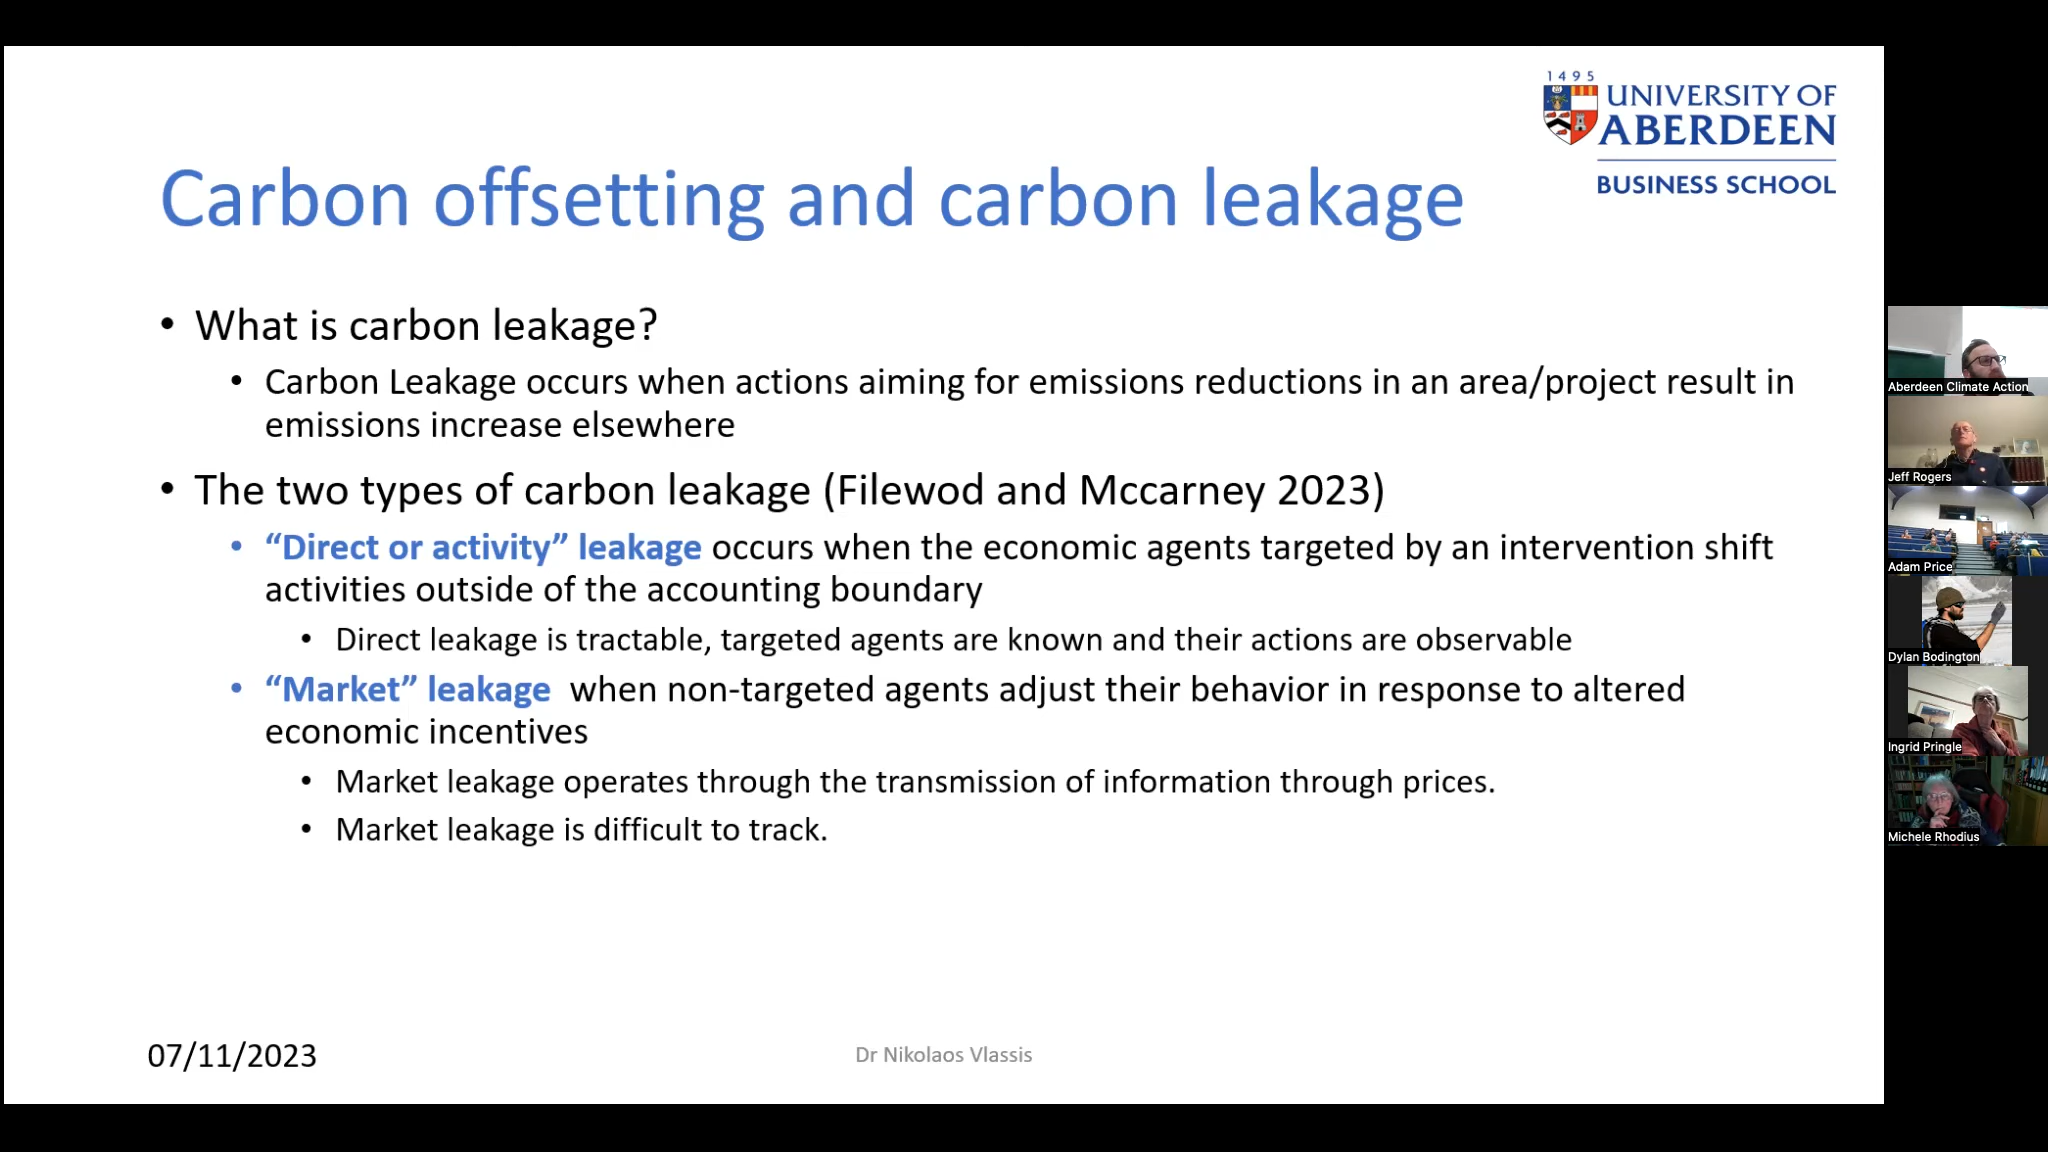 1495
UNIVERSITY OF
ABERDEEN
BUSINESS SCHOOL
Carbon offsetting and carbon leakage
• What is carbon leakage?
• Carbon Leakage occurs when actions aiming for emissions reductions in an area/project result in
emissions increase elsewhere
• The two types of carbon leakage (Filewod and Mccarney 2023)
• “Direct or activity” leakage occurs when the economic agents targeted by an intervention shift
activities outside of the accounting boundary
• Direct leakage is tractable, targeted agents are known and their actions are observable
• “Market” leakage when non-targeted agents adjust their behavior in response to altered
economic incentives
• Market leakage operates through the transmission of information through prices.
• Market leakage is difficult to track.
07/11/2023
Dr Nikolaos Vlassis
Aberdeen Climate Action
Jeff Rogers
Adam Price
Dylan Bodington
Ingrid Pringle
Michele Rhodius